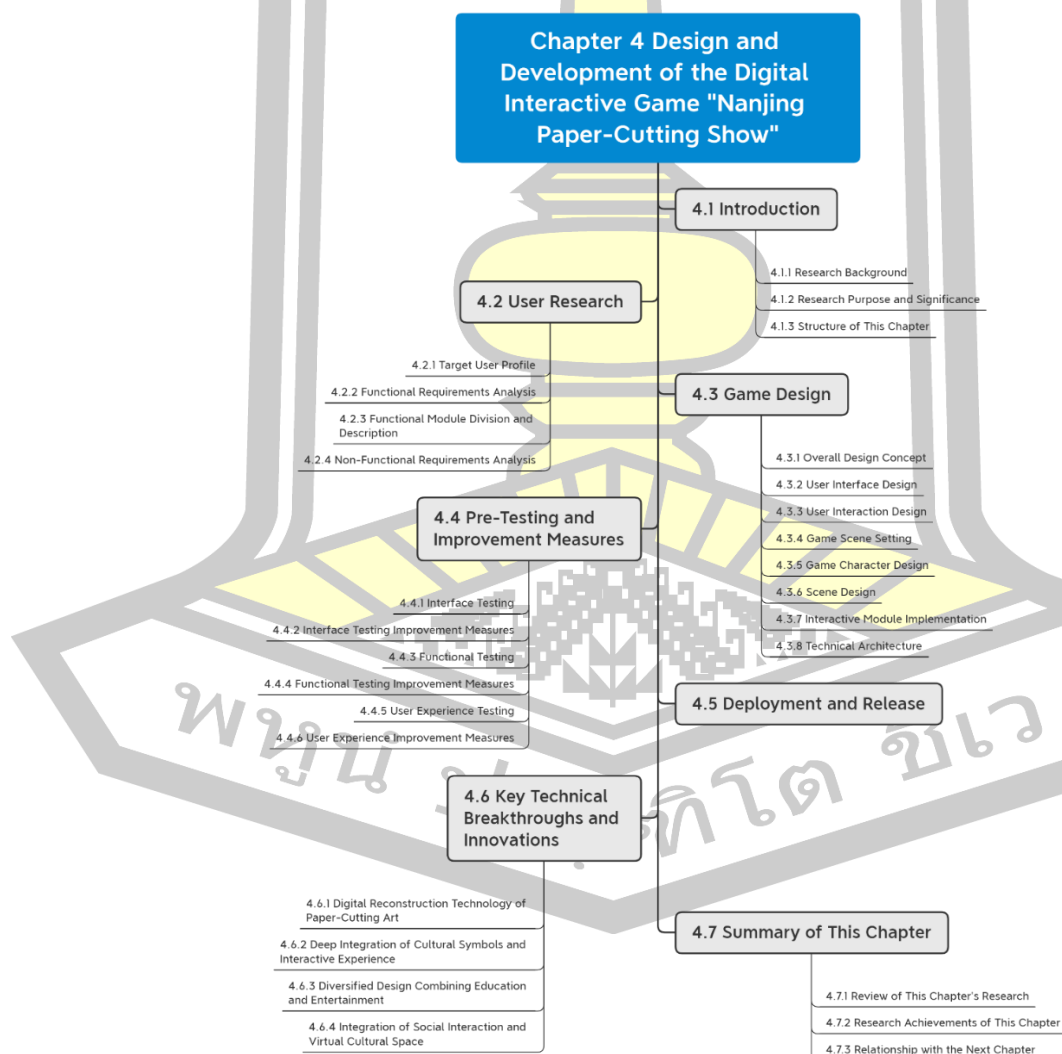 Chapter 4 Design and
Development of the Digital
Interactive Game "Nanjing
Paper-Cutting Show"
4.1 Introduction
4.1.1 Research Background
4.1.2 Research Purpose and Significance
4.1.3 Structure of This Chapter
4.2 User Research
4.2.1 Target User Profile
4.2.2 Functional Requirements Analysis
4.2.3 Functional Module Division and
Description
4.2.4 Non-Functional Requirements Analysis
4.3 Game Design
4.3.1 Overall Design Concept
4.3.2 User Interface Design
4.3.3 User Interaction Design
4.3.4 Game Scene Setting
4.3.5 Game Character Design
4.3.6 Scene Design
4.3.7 Interactive Module Implementation
4.3.8 Technical Architecture
4.4 Pre-Testing and
Improvement Measures
4.4.1 Interface Testing
4.4.2 Interface Testing Improvement Measures
4.4.3 Functional Testing
4.4.4 Functional Testing Improvement Measures
4.4.5 User Experience Testing
4.4.6 User Experience Improvement Measures
4.5 Deployment and Release
4.6 Key Technical
Breakthroughs and
Innovations
4.6.1 Digital Reconstruction Technology of
Paper-Cutting Art
4.6.2 Deep Integration of Cultural Symbols and
Interactive Experience
4.6.3 Diversified Design Combining Education
and Entertainment
4.6.4 Integration of Social Interaction and
Virtual Cultural Space
4.7 Summary of This Chapter
4.7.1 Review of This Chapter's Research
4.7.2 Research Achievements of This Chapter
4.7.3 Relationship with the Next Chapter
พหูนํ ชีเว